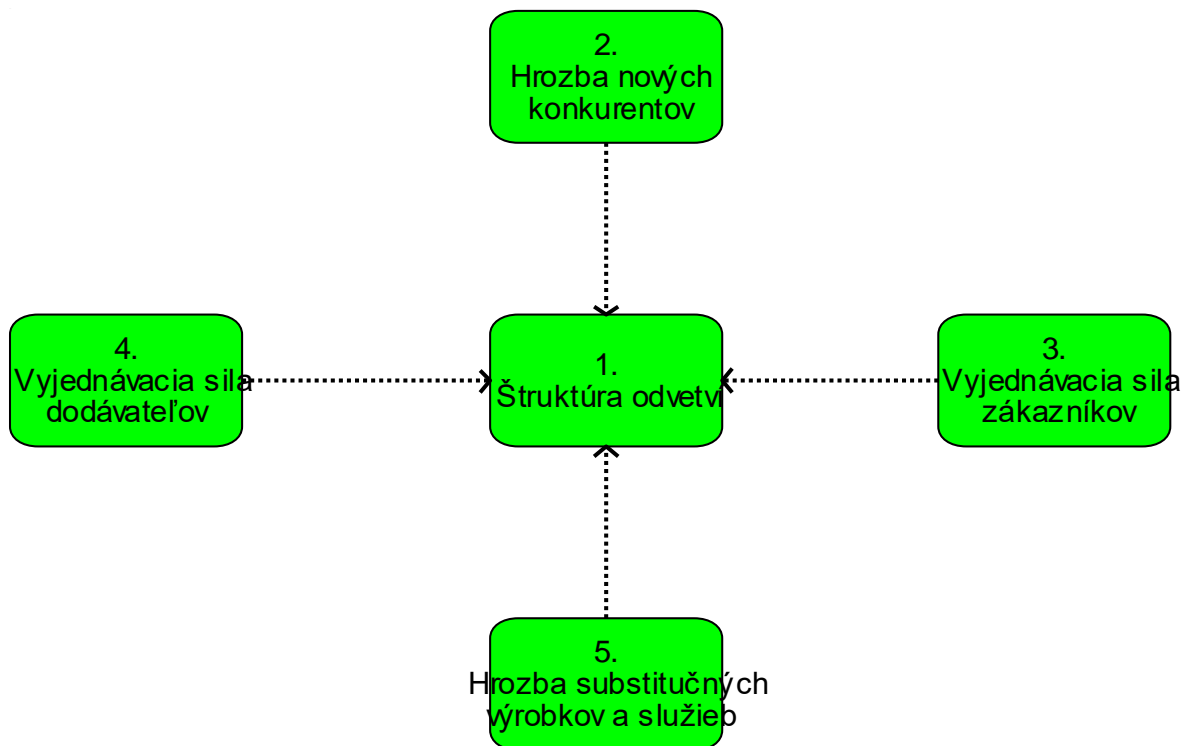 2.
Hrozba nových
konkurentov
4.
Vyjednávacia sila
dodávateľov
1.
Štruktúra odvetví
3.
Vyjednávacia sila
zákazníkov
5.
Hrozba substitučných
výrobkov a služieb